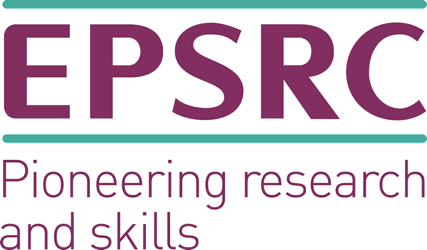 EPSRC
Pioneering research
and skills